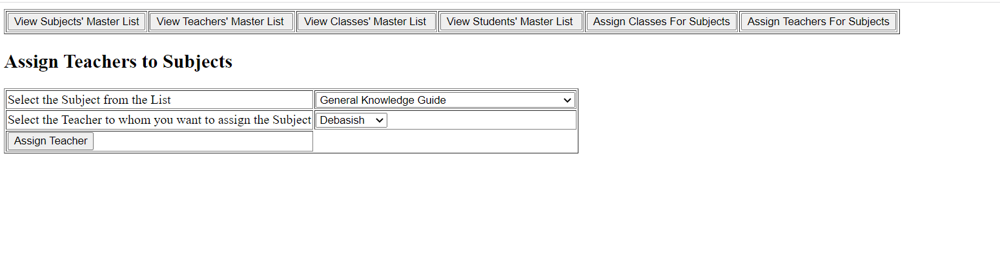 View Subjects' Master List View Teachers' Master List View Classes' Master List View Students' Master List Assign Classes For Subjects Assign Teachers For Subjects
Assign Teachers to Subjects
Select the Subject from the List General Knowledge Guide
Select the Teacher to whom you want to assign the Subject Debasish
Assign Teacher